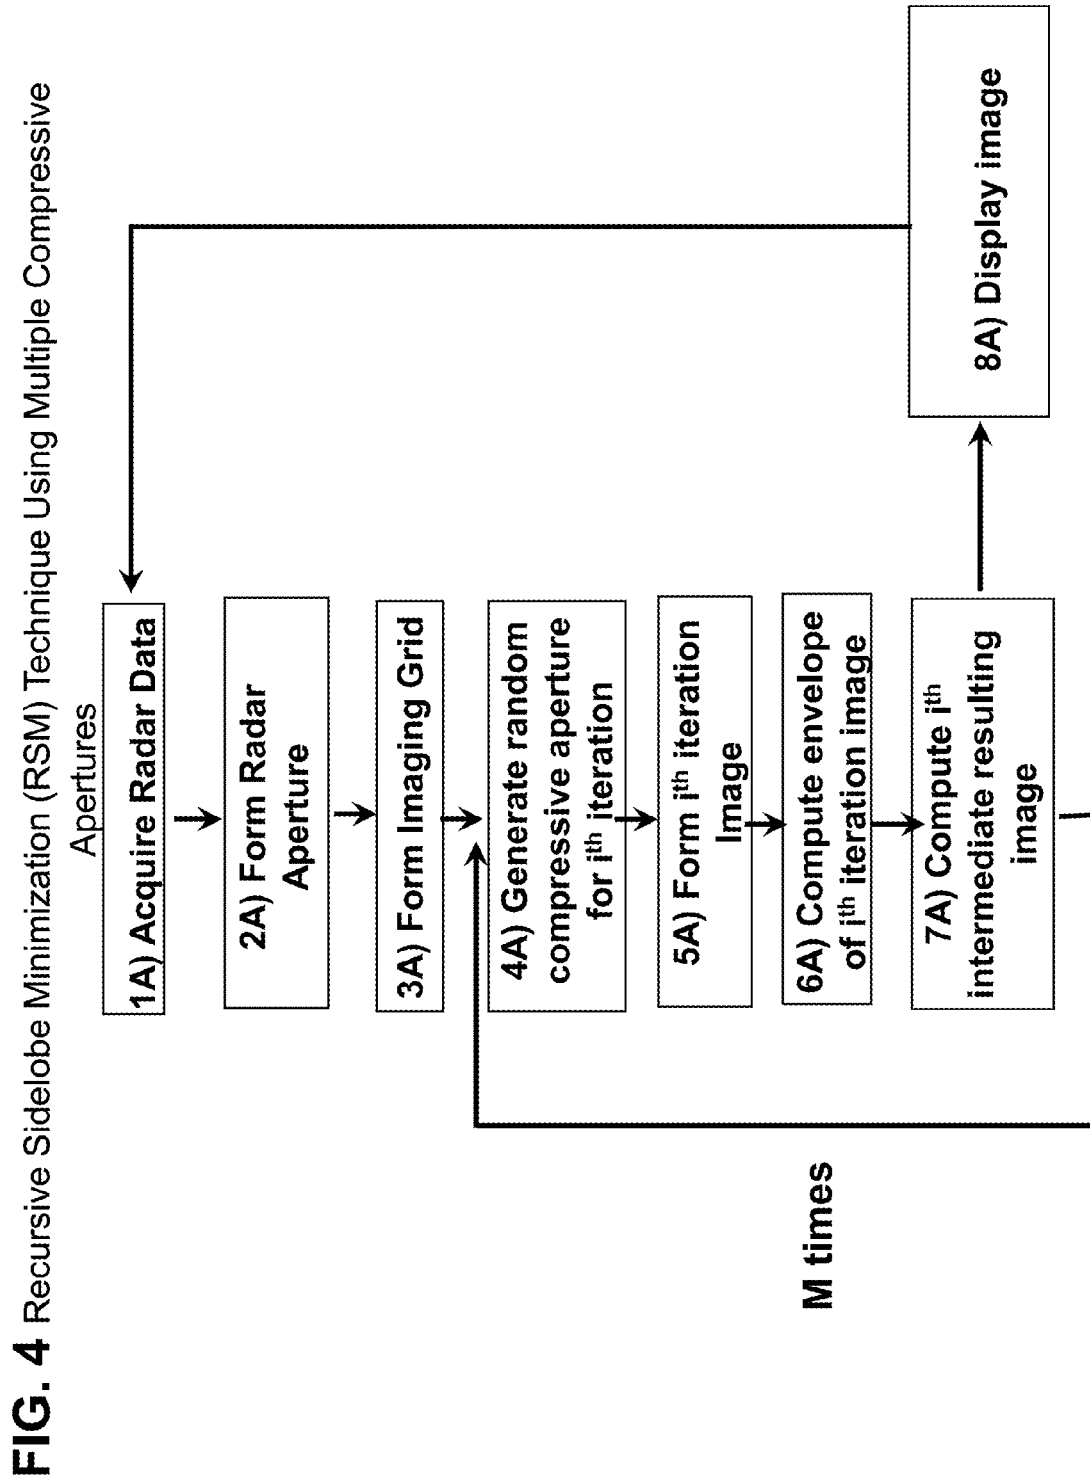 FIG. 4 Recursive Sidelobe Minimization (RSM) Technique Using Multiple Compressive
Apertures
1A) Acquire Radar Data
2A) Form Radar
Aperture
3A) Form Imaging Grid
4A) Generate random
compressive aperture
for ith iteration
5A) Form ith iteration
Image
6A) Compute envelope
of ith iteration image
7A) Compute ith
intermediate resulting
image
8A) Display image
M times